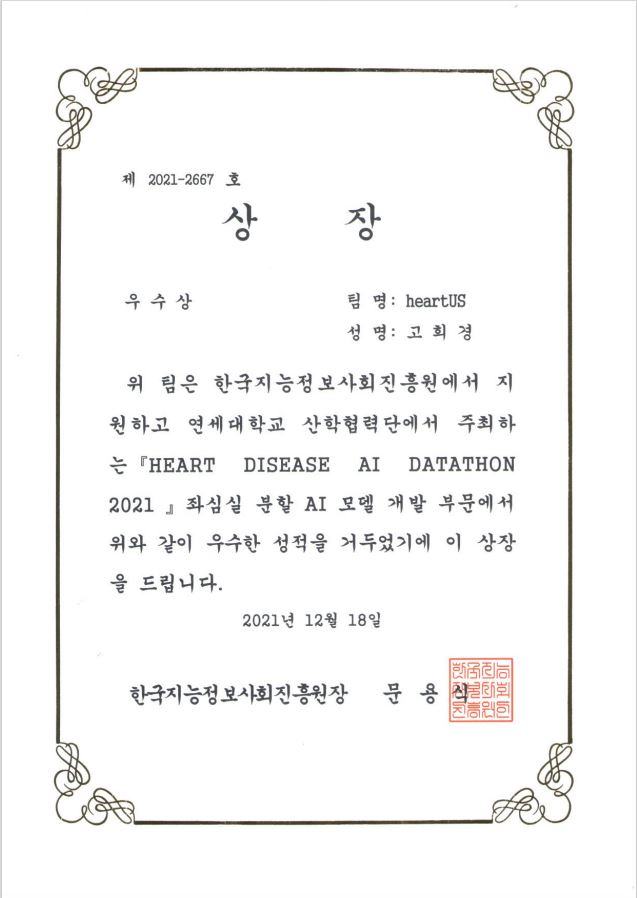 제 2021-2667 호
상 장
우 수 상
팀 명: heartUS
성 명: 고 희 경
위 팀은 한국지능정보사회진흥원에서 지
원하고 연세대학교 산학협력단에서 주최하
는『HEART DISEASE AI DATATHON
2021 』좌심실 분할 AI 모델 개발 부문에서
위와 같이 우수한 성적을 거두었기에 이 상장
을 드립니다.
2021년 12월 18일
한국지능정보사회진흥원장 문 용 식